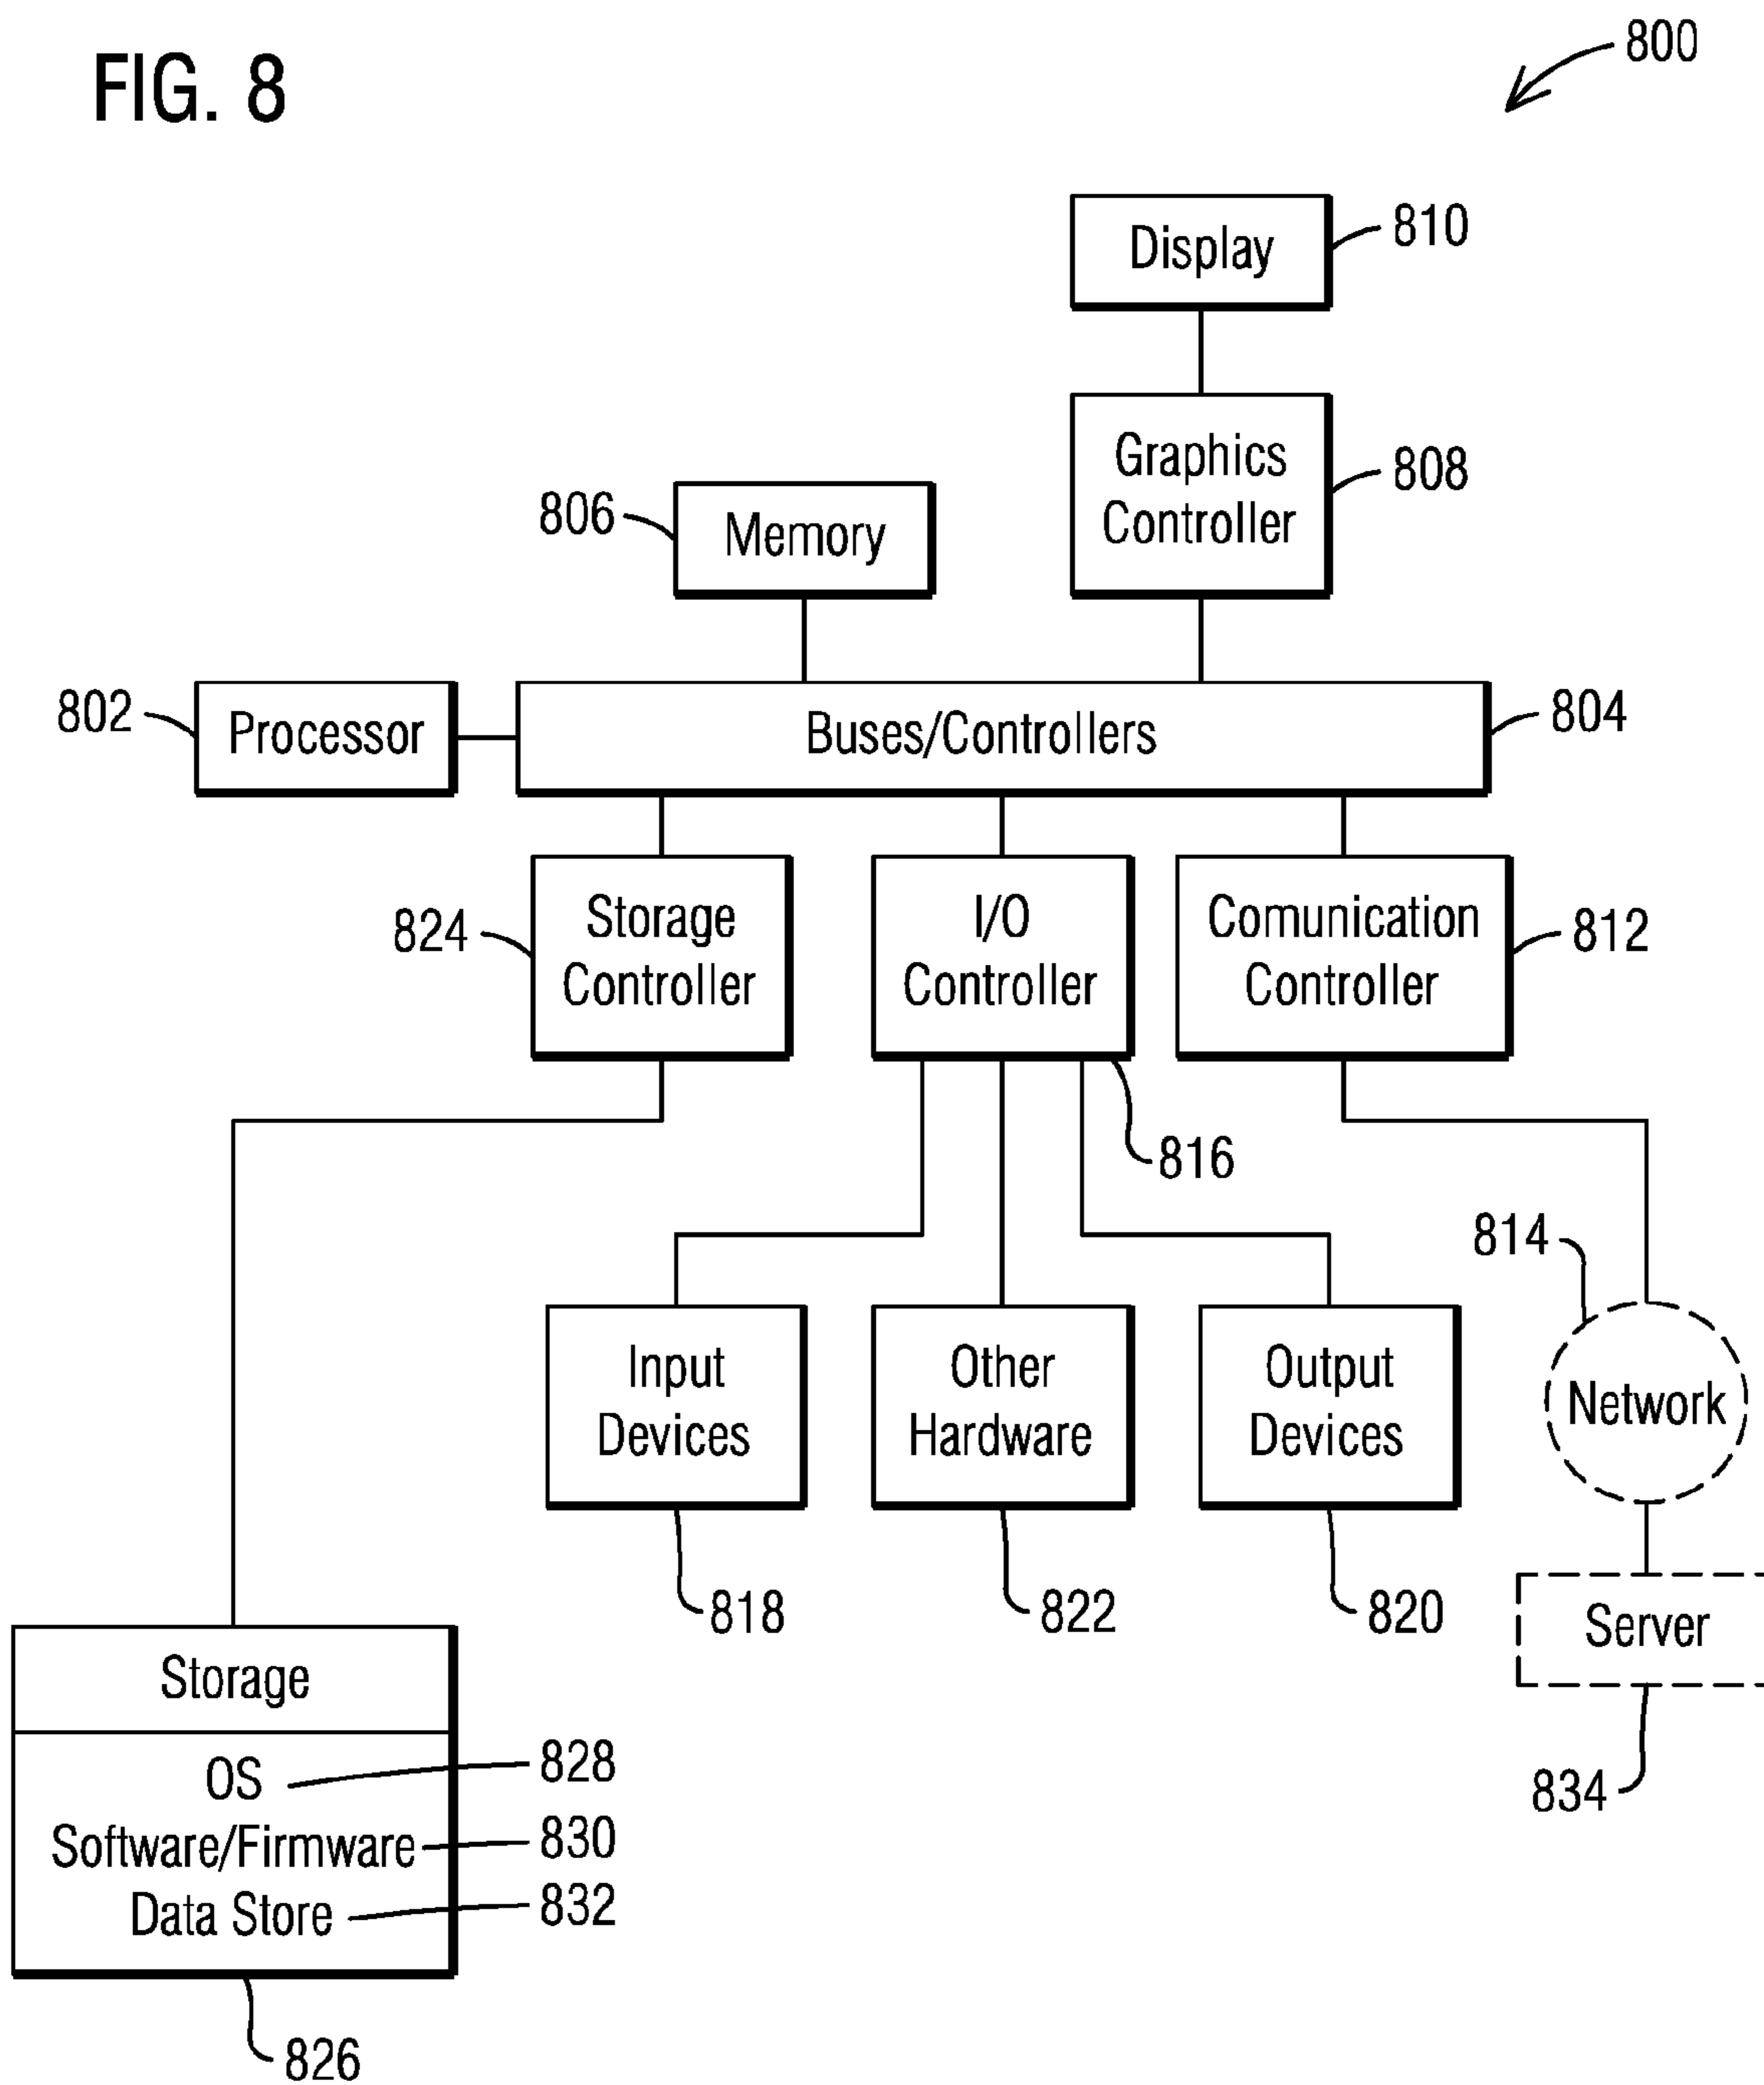 FIG. 8
800
Display
810
Graphics
Controller
808
806
Memory
802
Processor
Buses/Controllers
804
824
Storage
Controller
I/O
Controller
Comunication
Controller
812
816
814
Input
Devices
Other
Hardware
Output
Devices
Network
818
822
820
Server
834
Storage
OS
828
Software/Firmware
830
Data Store
832
826